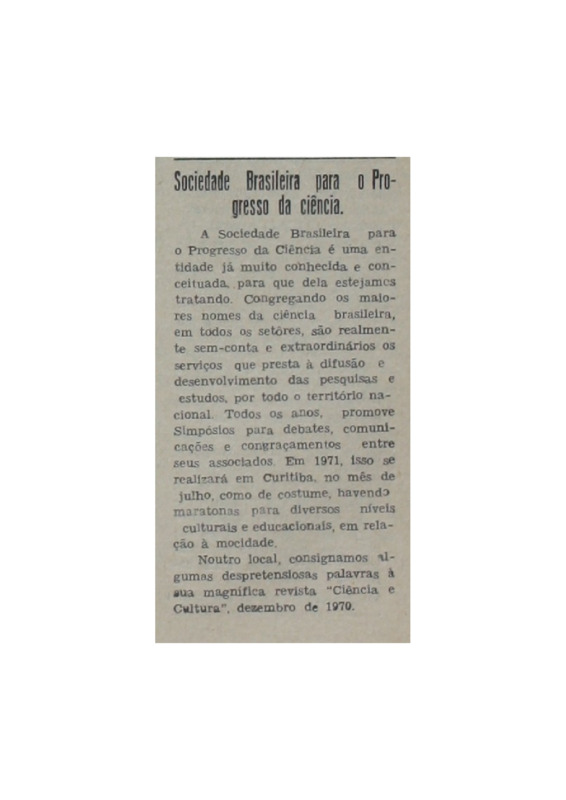 Sociedade Brasileira para o Pro-
gresso da ciência.
A Sociedade Brasileira para
o Progresso da Ciência é uma en-
tidade já muito conhecida e con-
ceituada, para que dela estejamos
tratando. Congregando os maio-
res nomes da ciência brasileira,
em todos os setôres, são realmen-
te sem-conta e extraordinários os
serviços que presta à difusão e
desenvolvimento das pesquisas e
estudos, por todo o território na-
cional. Todos os anos, promove
Simpósios para debates, comuni-
cações e congraçamentos entre
seus associados. Em 1971, isso se
realizará em Curitiba, no mês de
julho, como de costume, havendo
maratonas para diversos níveis
culturais e educacionais, em rela-
ção à mocidade.
Noutro local, consignamos al-
gumas despretensiosas palavras à
sua magnífica revista "Ciência e
Cultura", dezembro de 1970.